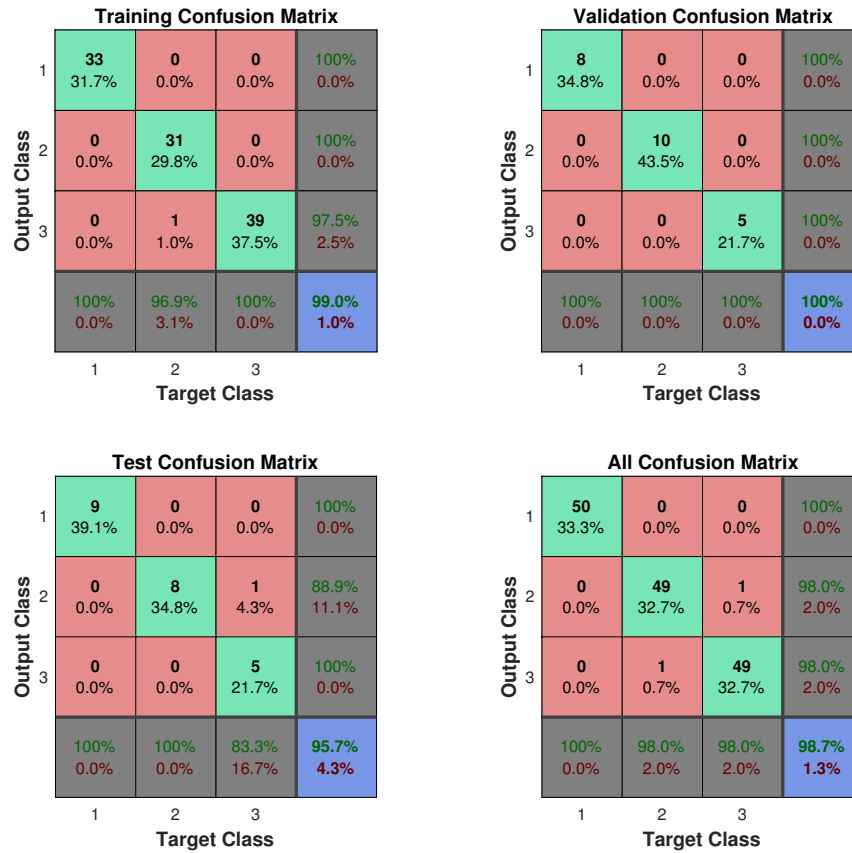 Training Confusion Matrix
33 0 0 100%
31.7% 0.0% 0.0% 0.0%
1
0 31 0 100%
0.0% 29.8% 0.0% 0.0%
2
0 1 39 97.5%
0.0% 1.0% 37.5% 2.5%
3
100% 96.9% 100% 99.0%
0.0% 3.1% 0.0% 1.0%
1 2 3
Target Class
Output Class
Validation Confusion Matrix
8 0 0 100%
34.8% 0.0% 0.0% 0.0%
1
0 10 0 100%
0.0% 43.5% 0.0% 0.0%
2
0 0 5 100%
0.0% 0.0% 21.7% 0.0%
3
100% 100% 100% 100%
0.0% 0.0% 0.0% 0.0%
1 2 3
Target Class
Output Class
Test Confusion Matrix
9 0 0 100%
39.1% 0.0% 0.0% 0.0%
1
0 8 1 88.9%
0.0% 34.8% 4.3% 11.1%
2
0 0 5 100%
0.0% 0.0% 21.7% 0.0%
3
100% 100% 83.3% 95.7%
0.0% 0.0% 16.7% 4.3%
1 2 3
Target Class
Output Class
All Confusion Matrix
50 0 0 100%
33.3% 0.0% 0.0% 0.0%
1
0 49 1 98.0%
0.0% 32.7% 0.7% 2.0%
2
0 1 49 98.0%
0.0% 0.7% 32.7% 2.0%
3
100% 98.0% 98.0% 98.7%
0.0% 2.0% 2.0% 1.3%
1 2 3
Target Class
Output Class